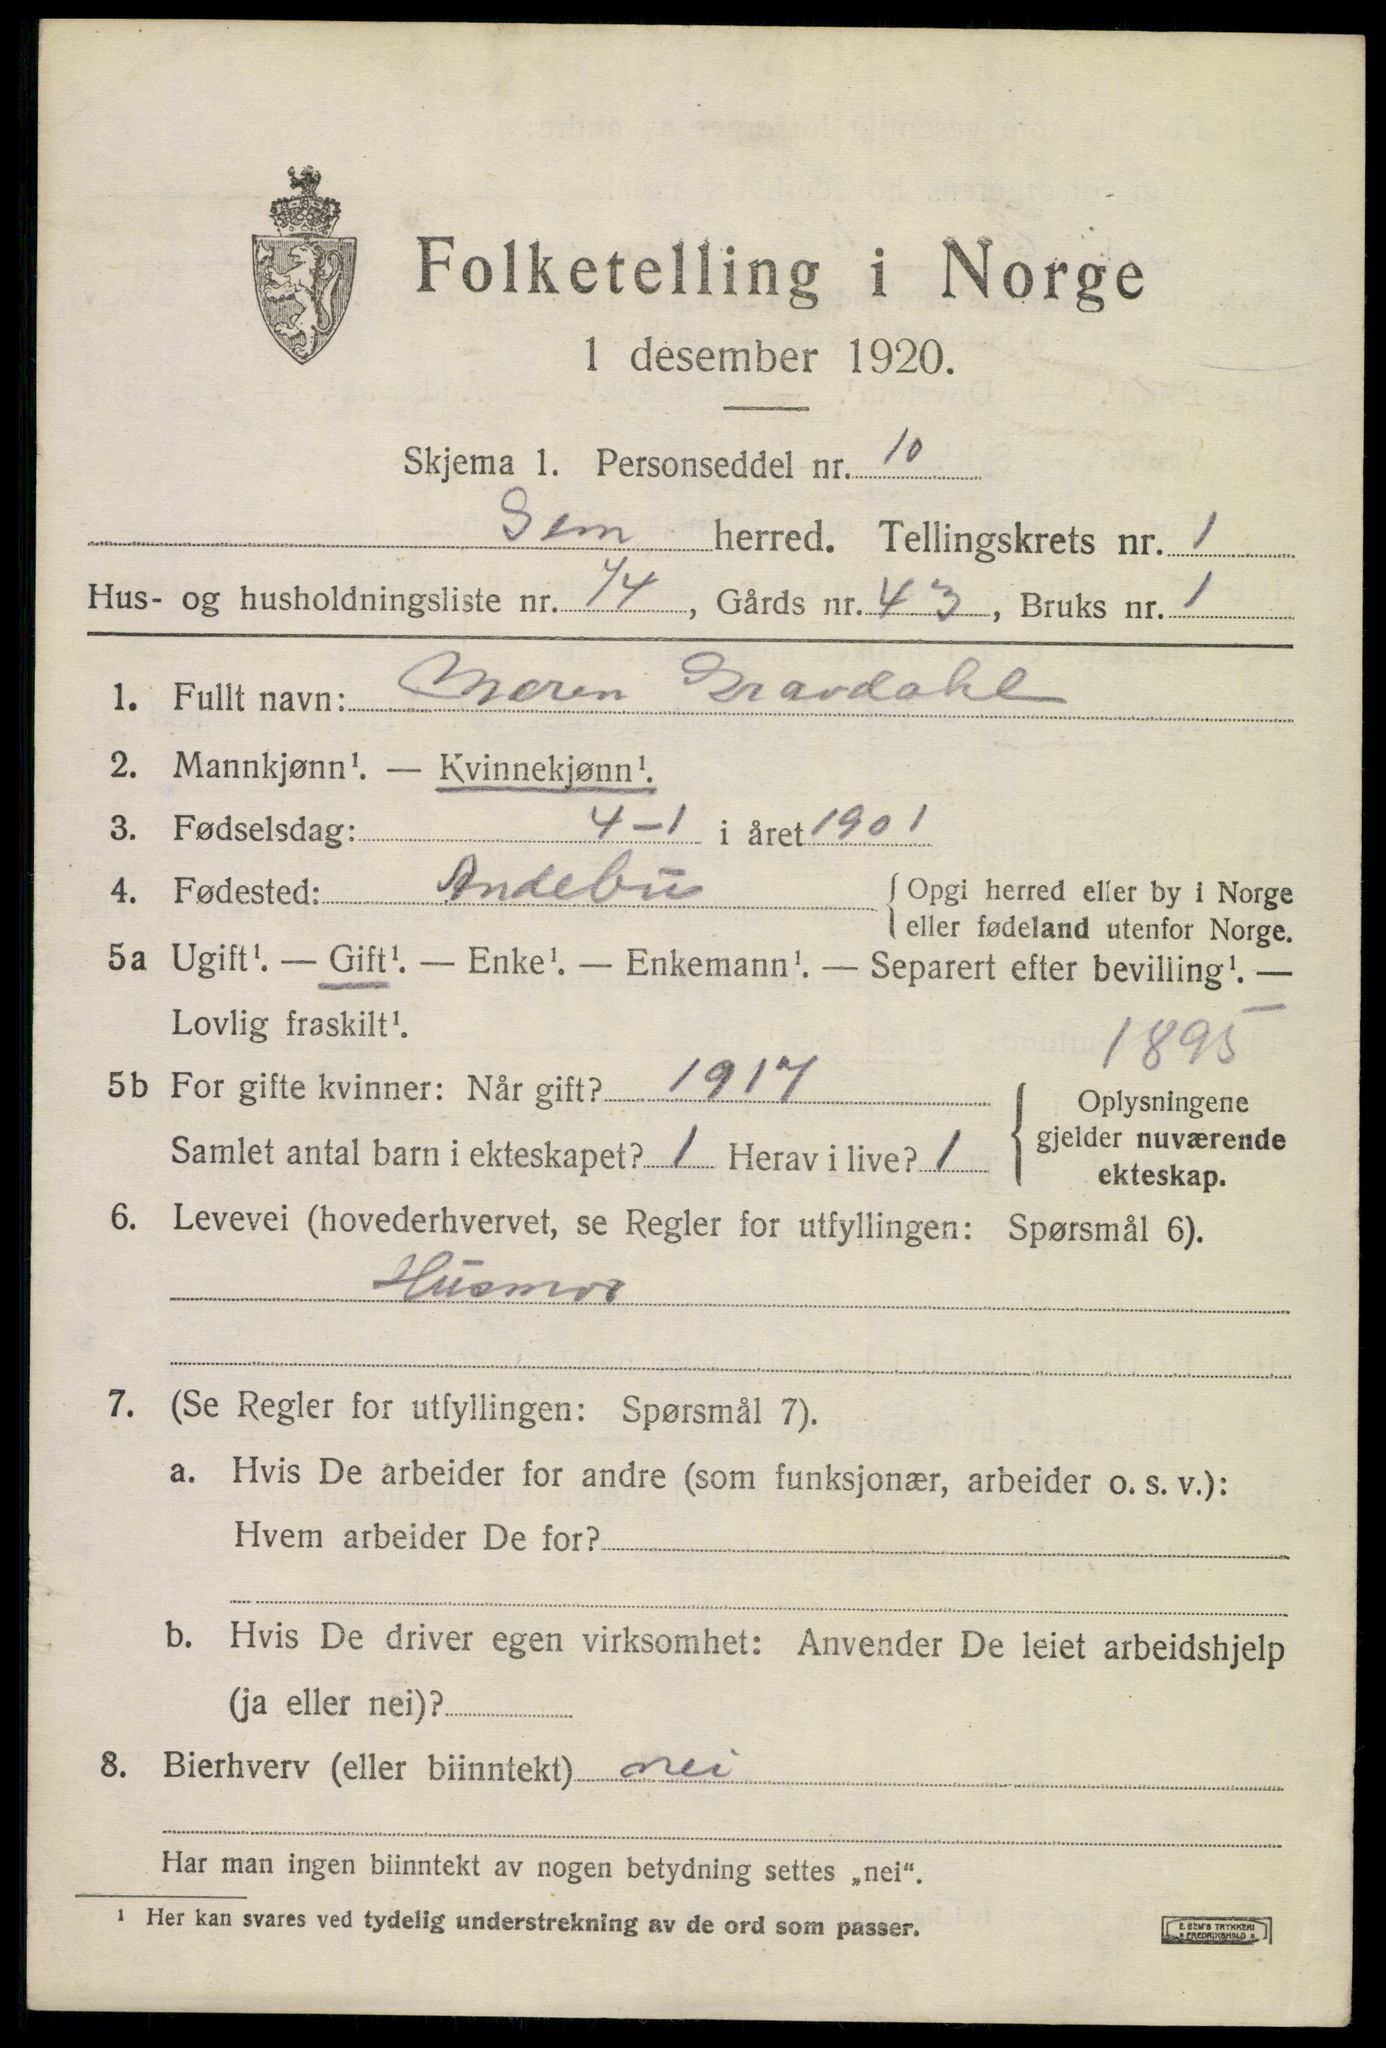 Folketelling i Norge
1 desember 1920.
Skjema 1. Personseddel nr. 10
Sem herred. Tellingskrets nr. 1
Hus- og husholdningsliste nr. 14, Gårds nr. 43, Bruks nr. 1
1. Fullt navn: Maren Gravdahl
2. Mannkjønn¹. — Kvinnekjønn¹.
3. Fødselsdag: 4-1 i året 1901
4. Fødested: Andebu { Opgi herred eller by i Norge
eller fødeland utenfor Norge.
5a Ugift¹. — Gift¹. — Enke¹. — Enkemann¹. — Separert efter bevilling¹. —
Lovlig fraskilt¹.
1895
5b For gifte kvinner: Når gift? 1917
Samlet antal barn i ekteskapet? 1 Herav i live? 1
{ Oplysningene
gjelder nuværende
ekteskap.
6. Levevei (hovederhvervet, se Regler for utfyllingen: Spørsmål 6).
Husmor
7. (Se Regler for utfyllingen: Spørsmål 7).
a. Hvis De arbeider for andre (som funksjonær, arbeider o. s. v.):
Hvem arbeider De for?
b. Hvis De driver egen virksomhet: Anvender De leiet arbeidshjelp
(ja eller nei)?
8. Bierhverv (eller biinntekt) nei
Har man ingen biinntekt av nogen betydning settes „nei“.
¹ Her kan svares ved tydelig understrekning av de ord som passer.
E. SEM'S TRYKKERI
FREDRIKSHALD